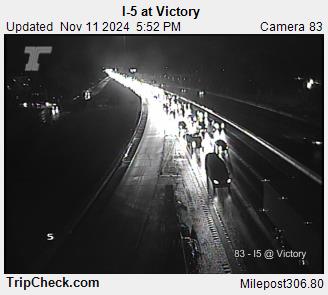 I-5 at Victory
Updated Nov 11 2024 5:52 PM Camera 83
T
S
83 - I5 @ Victory
TripCheck.com Milepost306.80